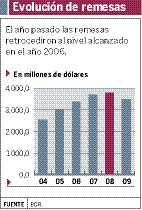 Evolución de remesas
El año pasado las remesas
retrocedieron al nivel alcanzado
en el año 2006.
En millones de dólares
4.000,0
3.000,0
2.000,0
1.000,0
0,0
04 05 06 07 08 09
FUENTE BCR